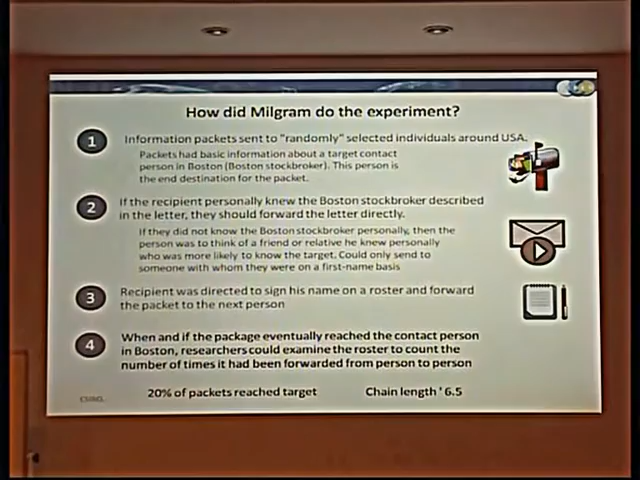 How did Milgram do the experiment?
1 Information packets sent to "randomly" selected individuals around USA.
Packets had basic information about a target contact
person in Boston (Boston stockbroker). This person is
the end destination for the packet.
2 If the recipient personally knew the Boston stockbroker described
in the letter, they should forward the letter directly.
If they did not know the Boston stockbroker personally, then the
person was to think of a friend or relative he knew personally
who was more likely to know the target. Could only send to
someone with whom they were on a first-name basis
3 Recipient was directed to sign his name on a roster and forward
the packet to the next person
4 When and if the package eventually reached the contact person
in Boston, researchers could examine the roster to count the
number of times it had been forwarded from person to person
20% of packets reached target Chain length ' 6.5
CSIRO.